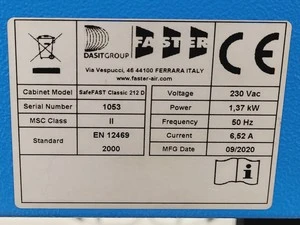 DASITGROUP FASTER CE
Via Vespucci, 46 44100 FERRARA ITALY
www.faster-air.com
Cabinet Model SafeFAST Classic 212 D
Serial Number 1053
MSC Class II
Standard EN 12469
2000
Voltage 230 Vac
Power 1,37 kW
Frequency 50 Hz
Current 6,52 A
MFG Date 09/2020
i